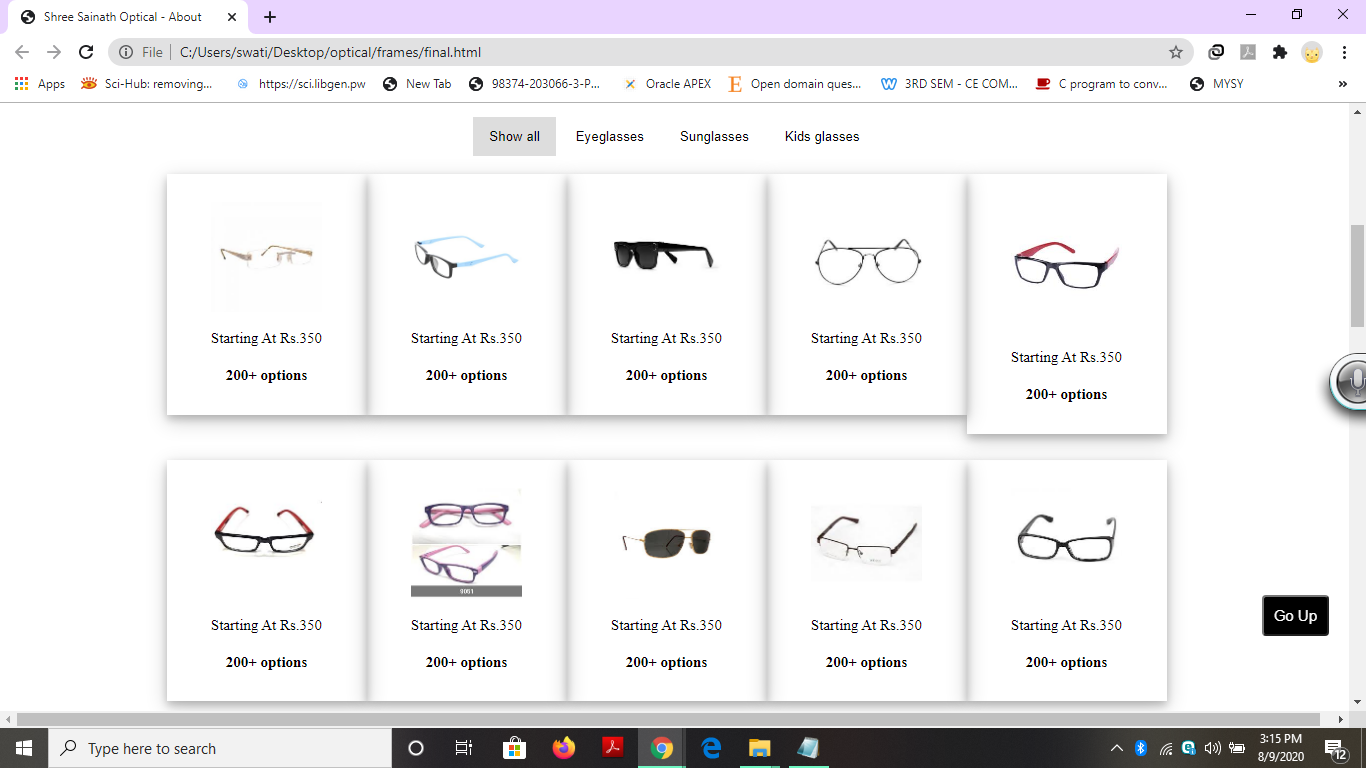 Shree Sainath Optical - About
File
C:/Users/swati/Desktop/optical/frames/final.html
Apps
Sci-Hub: removing...
https://sci.libgen.pw
New Tab
98374-203066-3-P...
Oracle APEX
Open domain ques...
3RD SEM - CE COM...
C program to conv...
MYSY
»
Show all
Eyeglasses
Sunglasses
Kids glasses
Starting At Rs.350
200+ options
Starting At Rs.350
200+ options
Starting At Rs.350
200+ options
Starting At Rs.350
200+ options
Starting At Rs.350
200+ options
Starting At Rs.350
200+ options
9051
Starting At Rs.350
200+ options
Starting At Rs.350
200+ options
Starting At Rs.350
200+ options
Starting At Rs.350
200+ options
Go Up
Type here to search
3:15 PM
8/9/2020
12